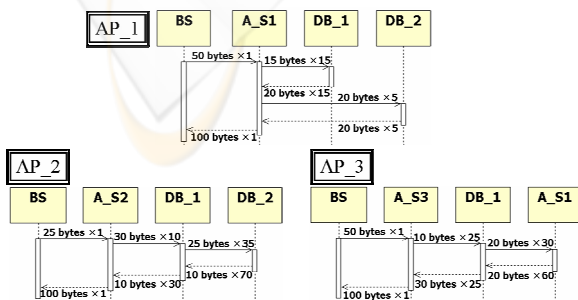 AP_1
BS A_S1 DB_1 DB_2
50 bytes ×1
15 bytes ×15
20 bytes ×15
20 bytes ×5
20 bytes ×5
100 bytes ×1
AP_2
BS A_S2 DB_1 DB_2
25 bytes ×1
30 bytes ×10
25 bytes ×35
10 bytes ×70
10 bytes ×30
100 bytes ×1
AP_3
BS A_S3 DB_1 A_S1
50 bytes ×1
10 bytes ×25
20 bytes ×30
20 bytes ×60
30 bytes ×25
100 bytes ×1